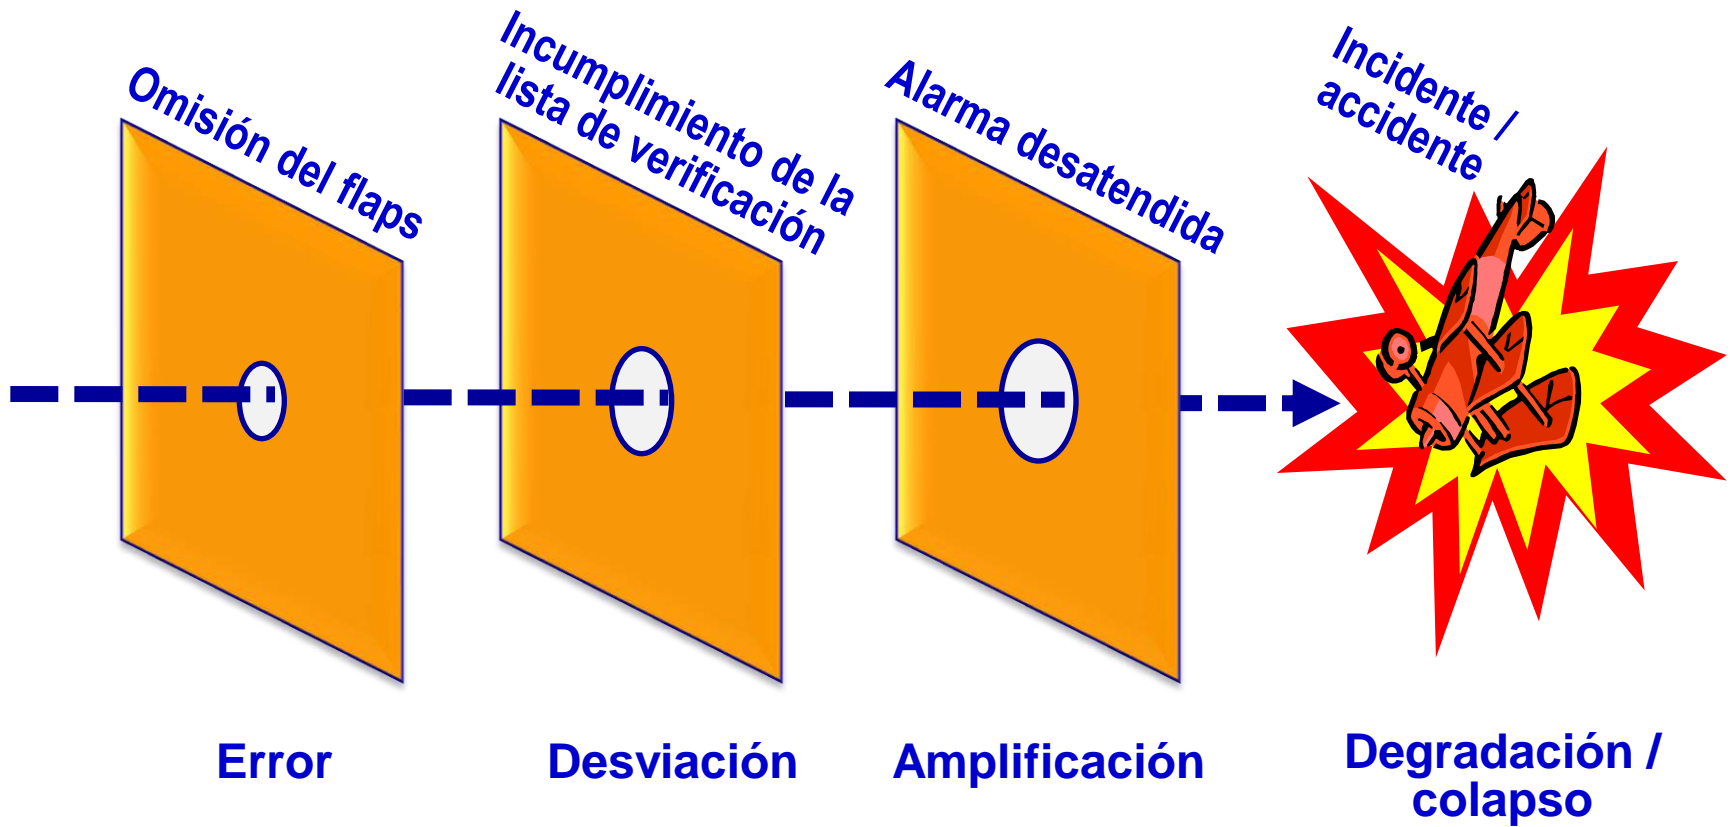 Omisión del flaps
Incumplimiento de la
lista de verificación
Alarma desatendida
Incidente /
accidente
Error
Desviación
Amplificación
Degradación /
colapso